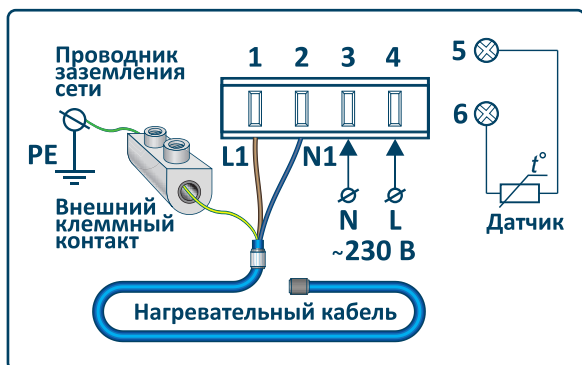 Проводник
заземления
сети
1 2 3 4
5
6
PE
L1 N1
t°
Внешний
клеммный
контакт
N L
~230 В
Датчик
Нагревательный кабель